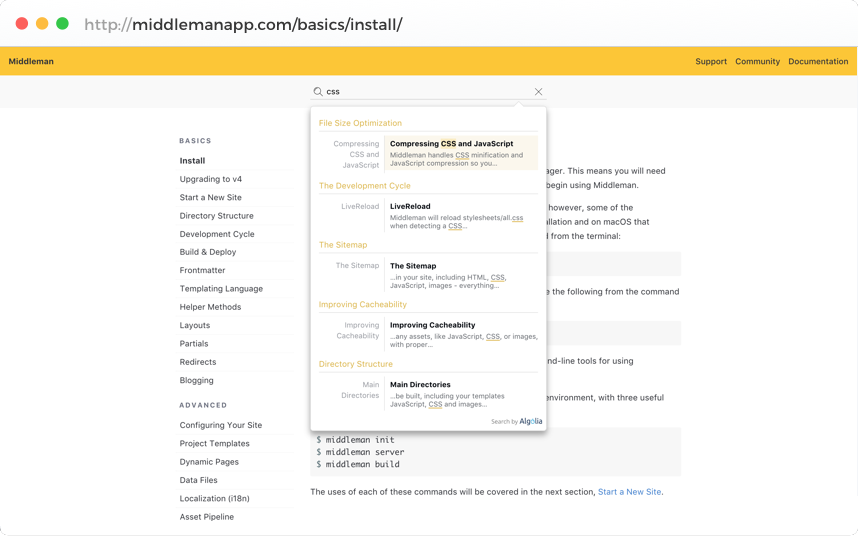 http://middlemanapp.com/basics/install/
Middleman
Support Community Documentation
css
BASICS
Install
Upgrading to v4
Start a New Site
Directory Structure
Development Cycle
Build & Deploy
Frontmatter
Templating Language
Helper Methods
Layouts
Partials
Redirects
Blogging
ADVANCED
Configuring Your Site
Project Templates
Dynamic Pages
Data Files
Localization (i18n)
Asset Pipeline
File Size Optimization
Compressing
CSS and
JavaScript
Compressing CSS and JavaScript
Middleman handles CSS minification and
JavaScript compression so you...
The Development Cycle
LiveReload
LiveReload
Middleman will reload stylesheets/all.css
when detecting a CSS...
The Sitemap
The Sitemap
The Sitemap
...in your site, including HTML, CSS,
JavaScript, images - everything...
Improving Cacheability
Improving
Cacheability
Improving Cacheability
...any assets, like JavaScript, CSS, or images,
with proper...
Directory Structure
Main
Directories
Main Directories
...be built, including your templates
JavaScript, CSS and images...
Search by Algolia
ager. This means you will need
begin using Middleman.
however, some of the
allation and on macOS that
d from the terminal:
e the following from the command
nd-line tools for using
environment, with three useful
$ middleman init
$ middleman server
$ middleman build
The uses of each of these commands will be covered in the next section, Start a New Site.